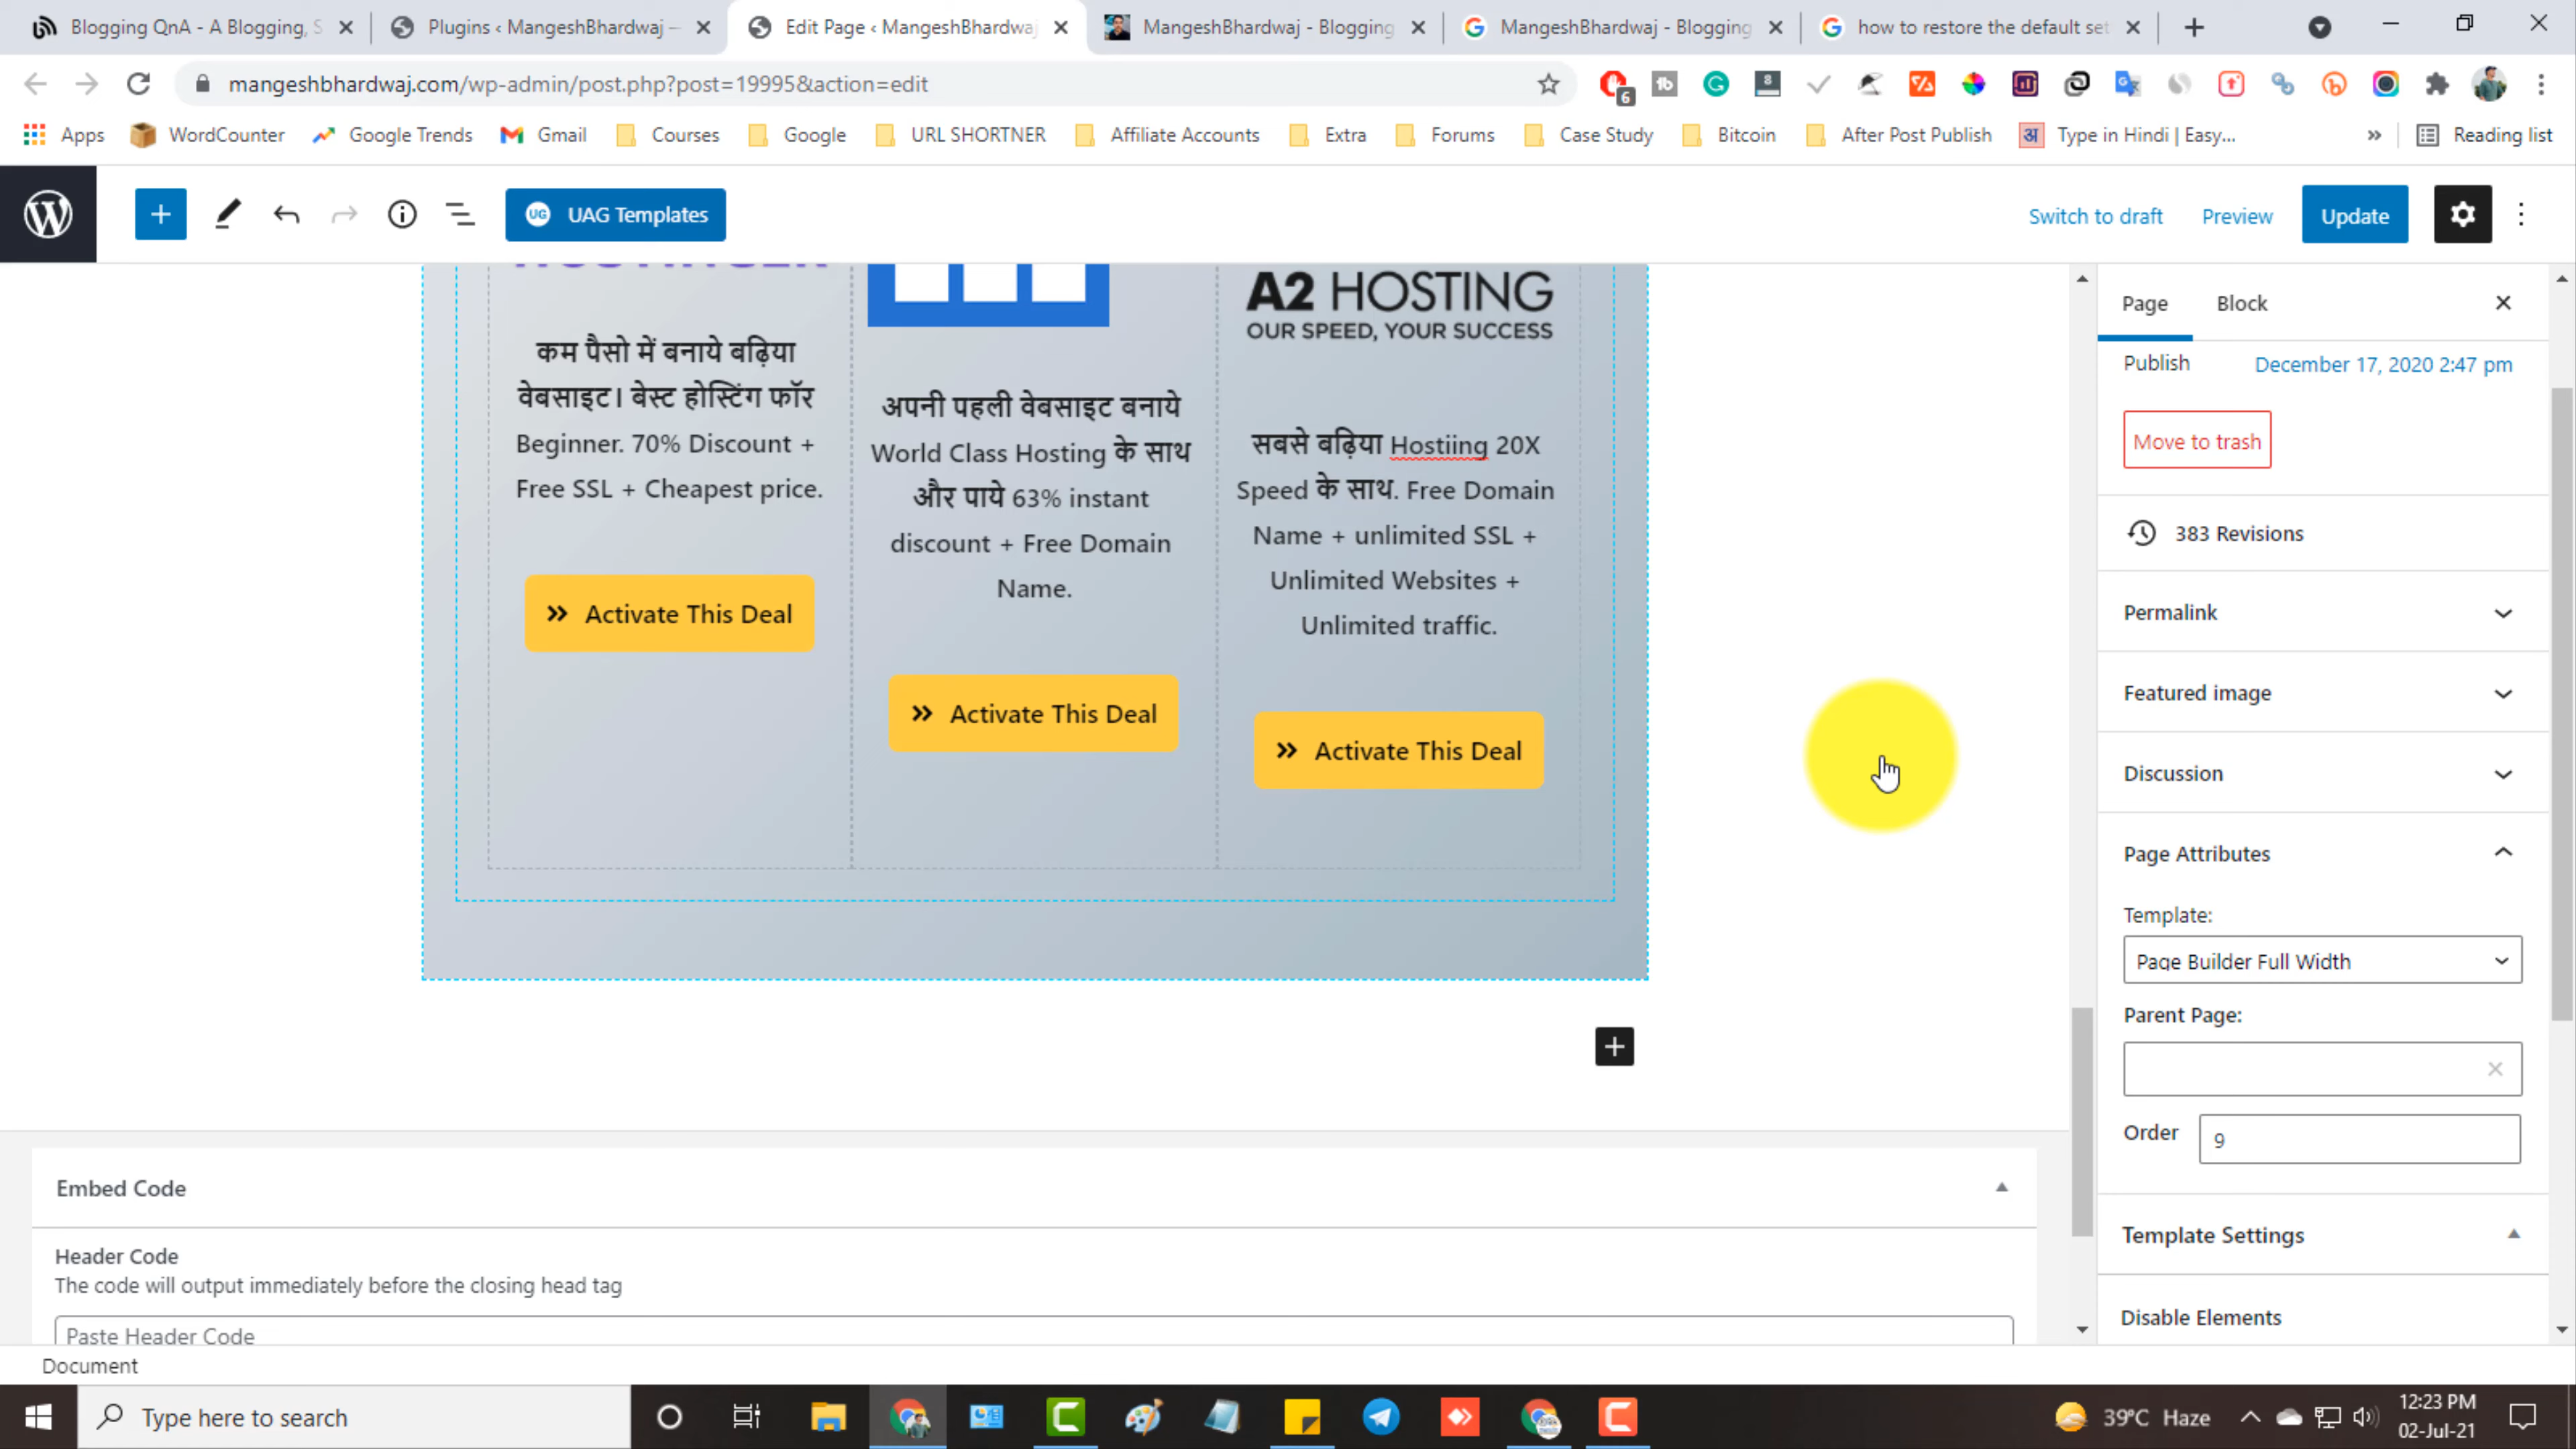 Blogging QnA - A Blogging, S
Plugins ‹ MangeshBhardwaj —
Edit Page ‹ MangeshBhardwaj
MangeshBhardwaj - Blogging
MangeshBhardwaj - Blogging
how to restore the default set
mangeshbhardwaj.com/wp-admin/post.php?post=19995&action=edit
6
Apps
WordCounter
Google Trends
Gmail
Courses
Google
URL SHORTNER
Affiliate Accounts
Extra
Forums
Case Study
Bitcoin
After Post Publish
Type in Hindi | Easy...
Reading list
UAG Templates
Switch to draft
Preview
Update
कम पैसो में बनाये बढ़िया
वेबसाइट। बेस्ट होस्टिंग फॉर
Beginner. 70% Discount +
Free SSL + Cheapest price.
Activate This Deal
अपनी पहली वेबसाइट बनाये
World Class Hosting के साथ
और पाये 63% instant
discount + Free Domain
Name.
Activate This Deal
A2 HOSTING
OUR SPEED, YOUR SUCCESS
सबसे बढ़िया Hostiing 20X
Speed के साथ. Free Domain
Name + unlimited SSL +
Unlimited Websites +
Unlimited traffic.
Activate This Deal
Page
Block
Publish
December 17, 2020 2:47 pm
Move to trash
383 Revisions
Permalink
Featured image
Discussion
Page Attributes
Template:
Page Builder Full Width
Parent Page:
Order
9
Template Settings
Disable Elements
Embed Code
Header Code
The code will output immediately before the closing head tag
Paste Header Code
Document
Type here to search
39°C Haze
12:23 PM
02-Jul-21